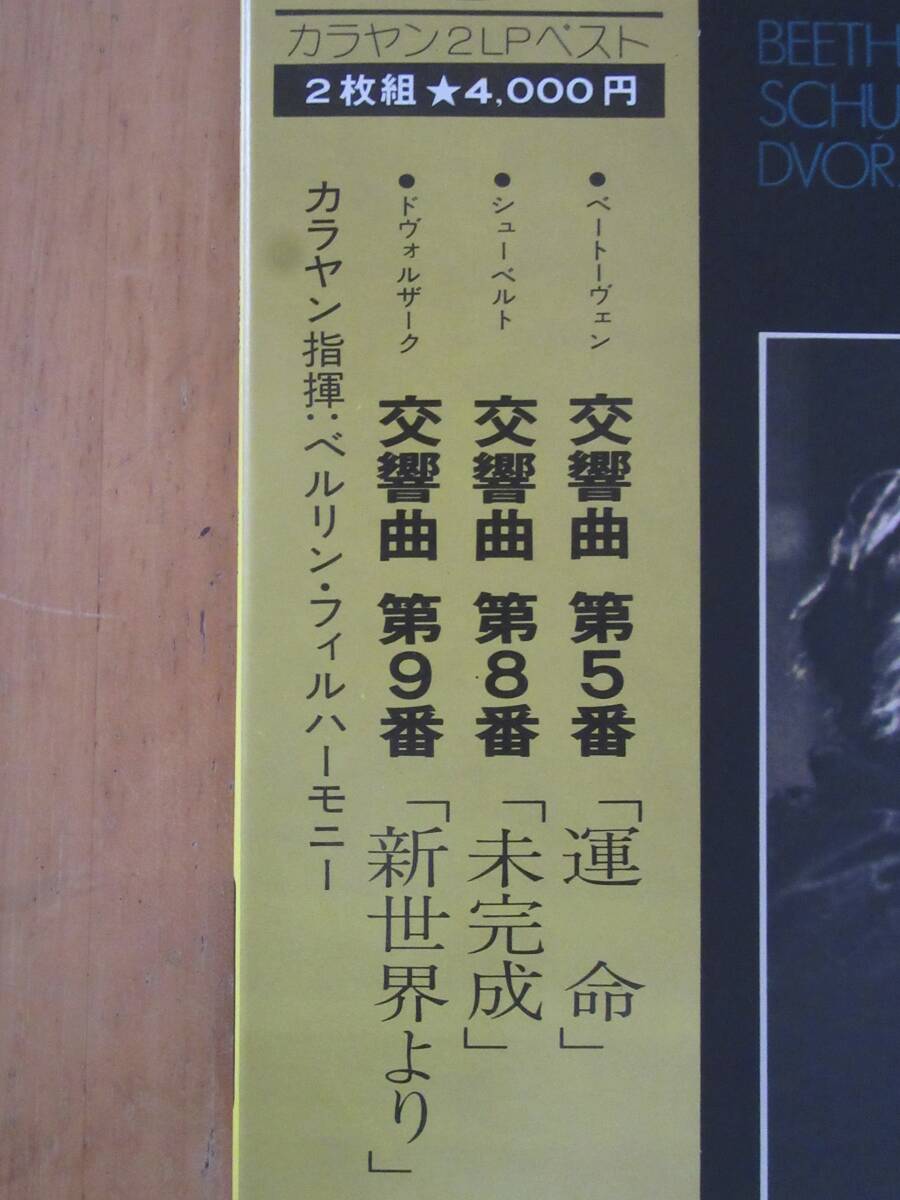 カラヤン2LPベスト
2枚組★4,000円
●ベートーヴェン 交響曲 第5番「運 命」
●シューベルト 交響曲 第8番「未完成」
●ドヴォルザーク 交響曲 第9番「新世界より」
カラヤン指揮:ベルリン・フィルハーモニー
BEETH
SCHU
DVOŘ